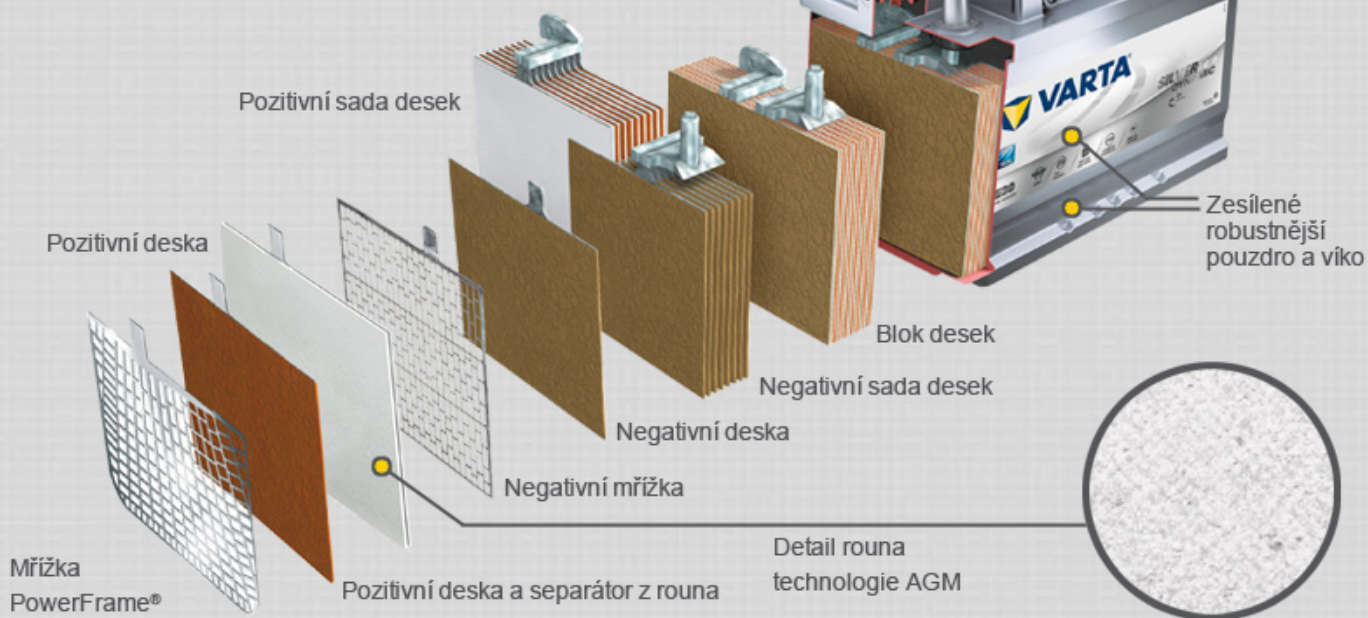 VARTA
Pozitivní sada desek
Zesílené
robustnější
pouzdro a víko
Pozitivní deska
Blok desek
Negativní sada desek
Negativní deska
Negativní mřížka
Detail rouna
technologie AGM
Mřížka
PowerFrame®
Pozitivní deska a separátor z rouna